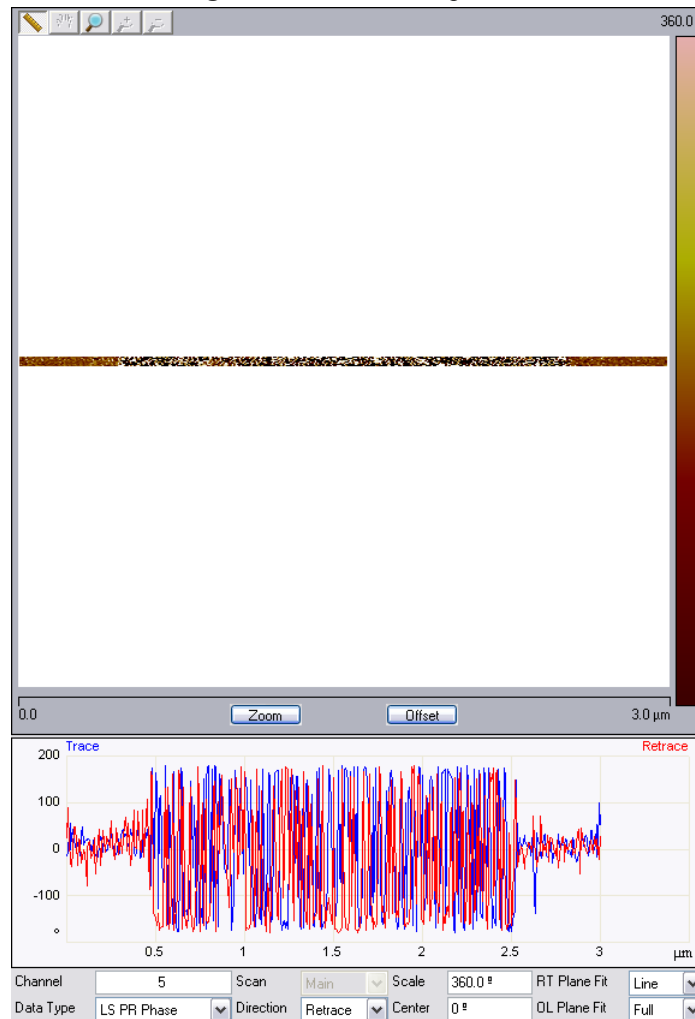 360.0
0.0 Zoom Offset 3.0 µm
Trace Retrace
200
100
0
-100
º
0.5 1 1.5 2 2.5 3 µm
Channel 5 Scan Main Scale 360.0 º RT Plane Fit Line
Data Type LS PR Phase Direction Retrace Center 0 º OL Plane Fit Full